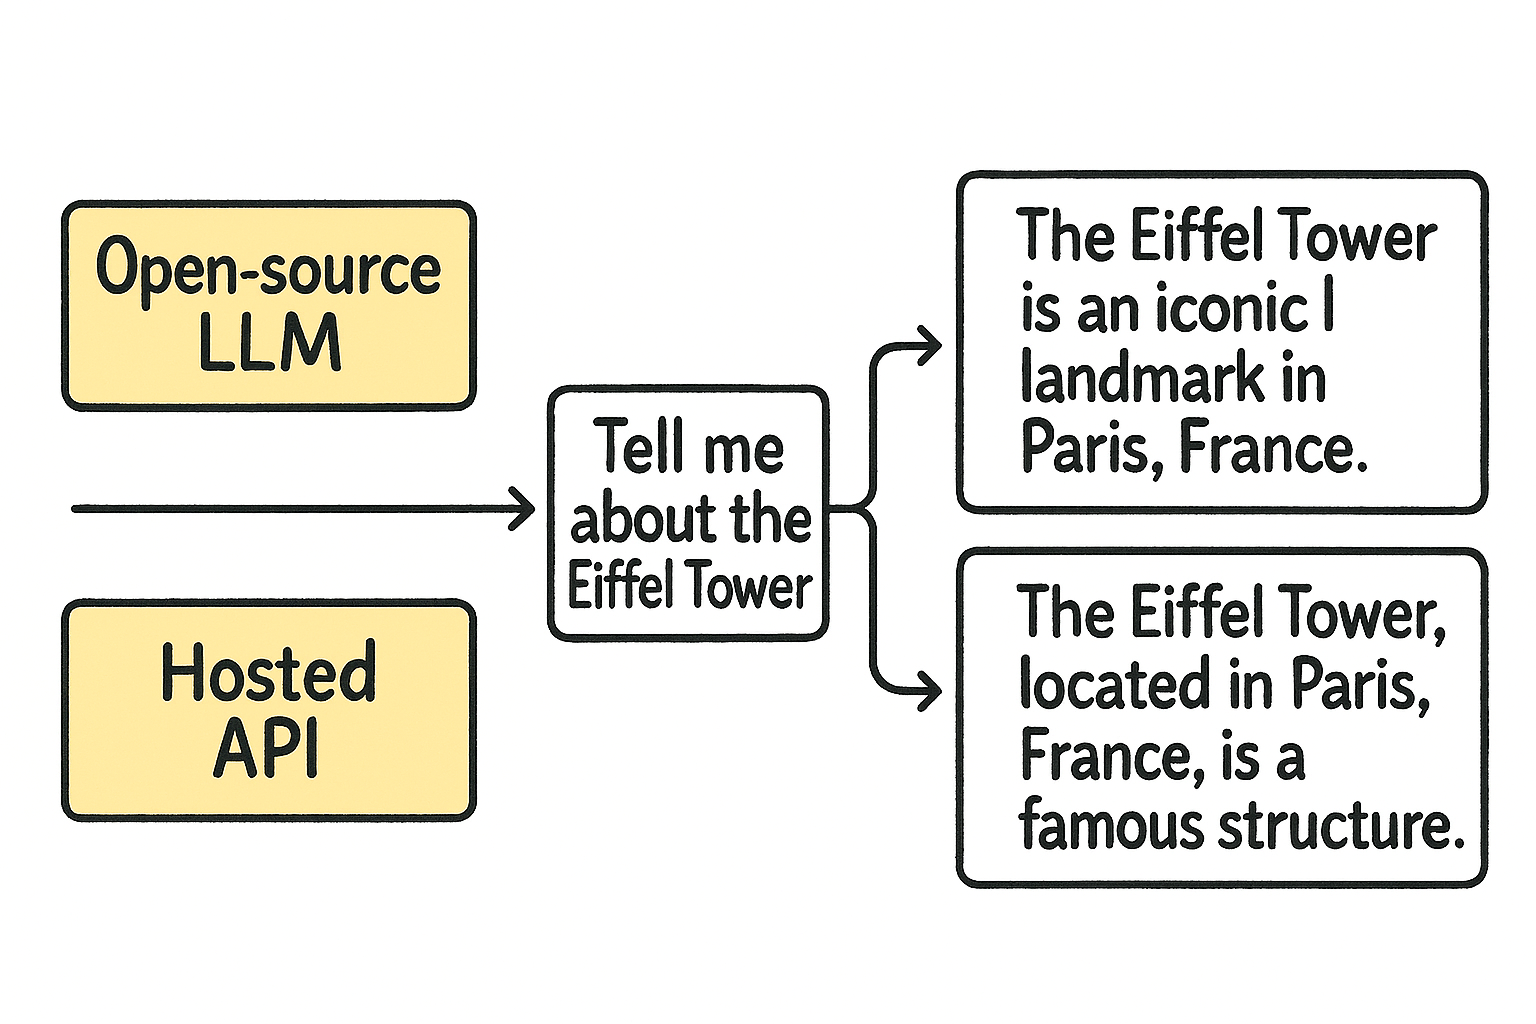 Open-source
LLM
Hosted
API
Tell me
about the
Eiffel Tower
The Eiffel Tower
is an iconic l
landmark in
Paris, France.
The Eiffel Tower,
located in Paris,
France, is a
famous structure.